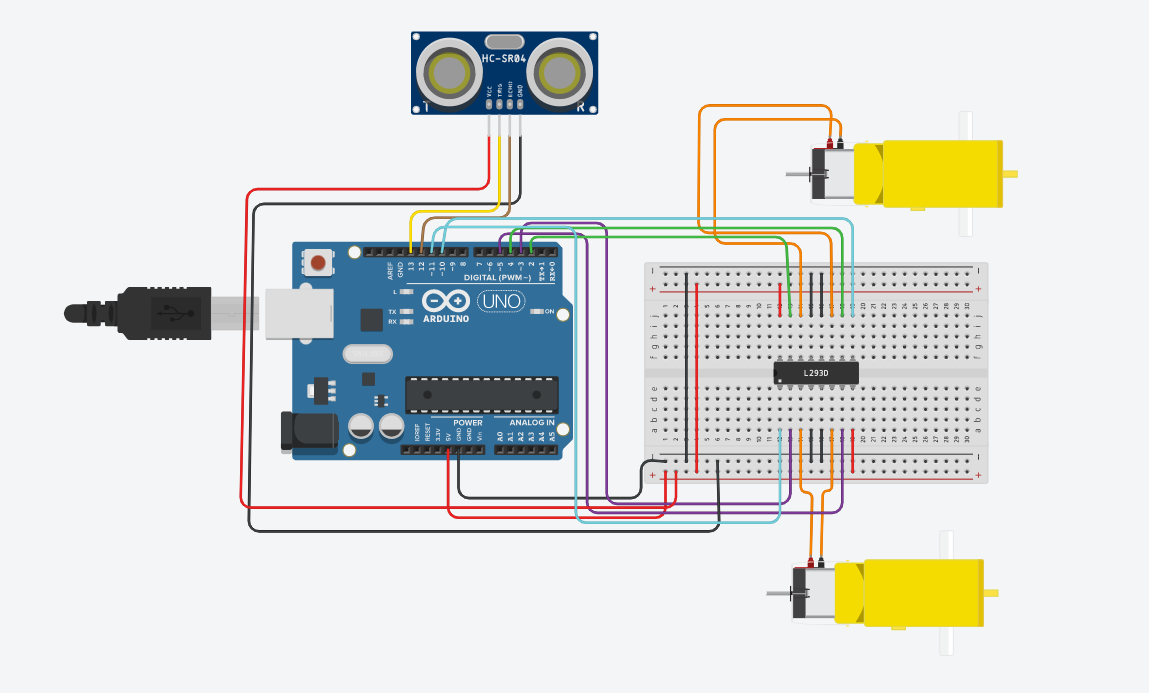 HC-SR04
VCC
TRIG
ECHO
GND
T R
AREF
GND
13
12
~11
~10
~9
8
7
~6
~5
4
~3
2
TX→1
RX←0
DIGITAL (PWM~)
L
TX
RX
UNO
ARDUINO
ON
POWER
ANALOG IN
IOREF
RESET
3.3V
5V
GND
GND
Vin
A0
A1
A2
A3
A4
A5
L293D
j
i
h
g
f
e
d
c
b
a